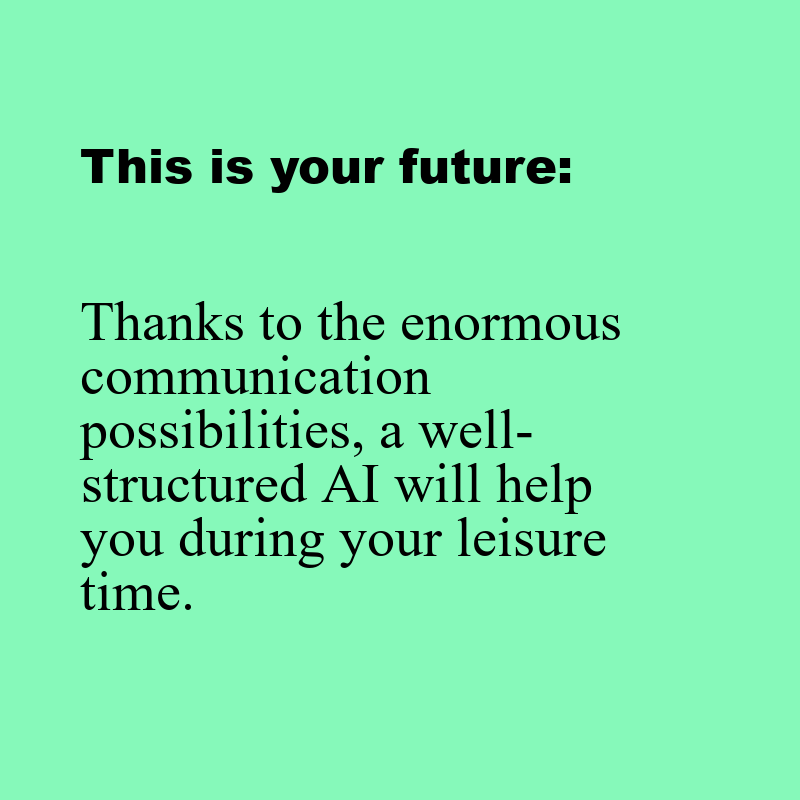 This is your future:
Thanks to the enormous
communication
possibilities, a well-
structured AI will help
you during your leisure
time.